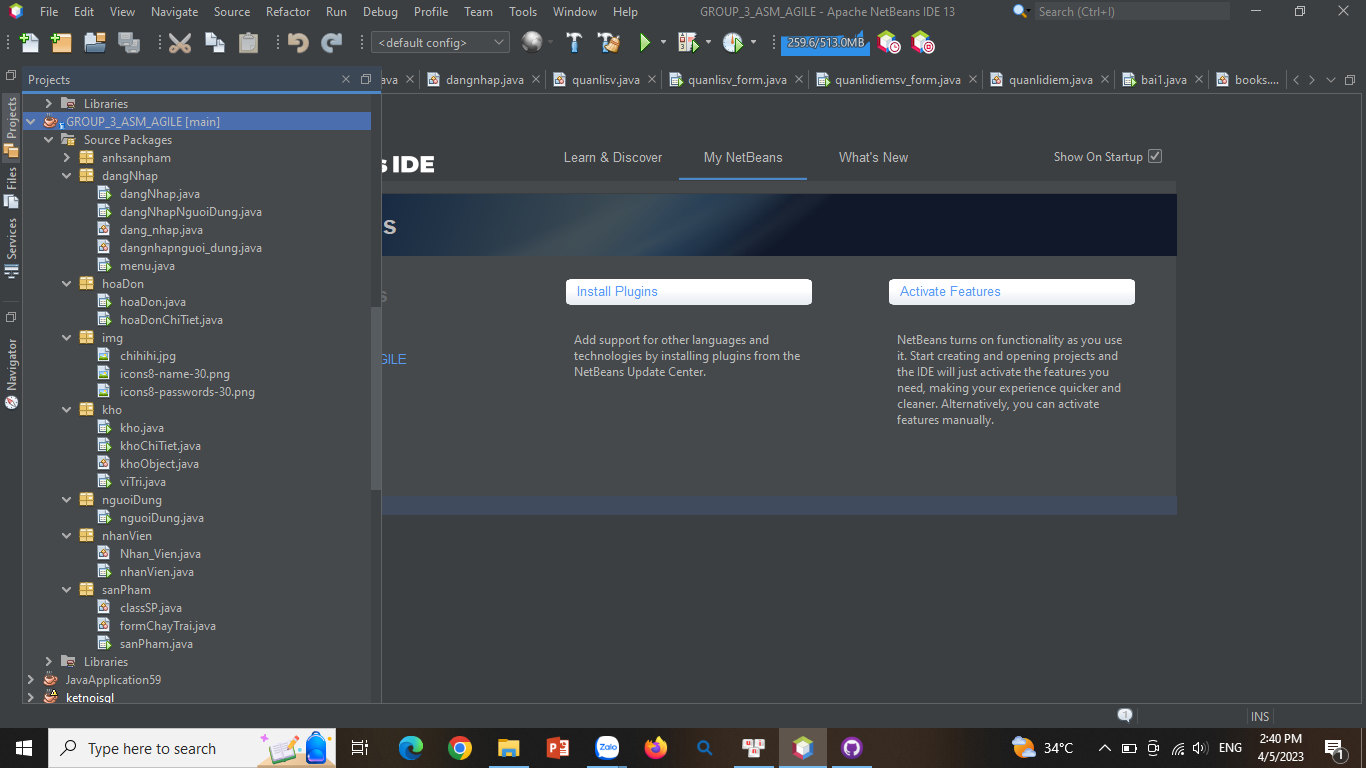 File Edit View Navigate Source Refactor Run Debug Profile Team Tools Window Help GROUP_3_ASM_AGILE - Apache NetBeans IDE 13 Search (Ctrl+I)
<default config> 259.6/513.0MB
Projects ava dangnhap.java quanlisv.java quanlisv_form.java quanlidiemsv_form.java quanlidiem.java bai1.java books....
Projects
Files
Services
Navigator
Libraries
GROUP_3_ASM_AGILE [main]
Source Packages
anhsanpham
dangNhap
dangNhap.java
dangNhapNguoiDung.java
dang_nhap.java
dangnhapnguoi_dung.java
menu.java
hoaDon
hoaDon.java
hoaDonChiTiet.java
img
chihihi.jpg
icons8-name-30.png
icons8-passwords-30.png
kho
kho.java
khoChiTiet.java
khoObject.java
viTri.java
nguoiDung
nguoiDung.java
nhanVien
Nhan_Vien.java
nhanVien.java
sanPham
classSP.java
formChayTrai.java
sanPham.java
Libraries
JavaApplication59
ketnoisql
s IDE Learn & Discover My NetBeans What's New Show On Startup
s
s
GILE
Install Plugins
Add support for other languages and
technologies by installing plugins from the
NetBeans Update Center.
Activate Features
NetBeans turns on functionality as you use
it. Start creating and opening projects and
the IDE will just activate the features you
need, making your experience quicker and
cleaner. Alternatively, you can activate
features manually.
1 INS
Type here to search Zalo 34°C ENG 2:40 PM
4/5/2023 1